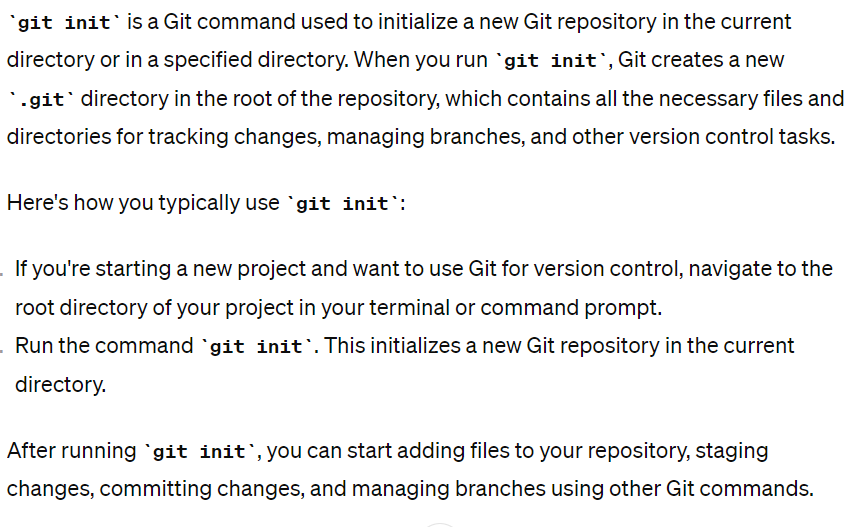 `git init` is a Git command used to initialize a new Git repository in the current
directory or in a specified directory. When you run `git init`, Git creates a new
`.git` directory in the root of the repository, which contains all the necessary files and
directories for tracking changes, managing branches, and other version control tasks.
Here's how you typically use `git init`:
. If you're starting a new project and want to use Git for version control, navigate to the
root directory of your project in your terminal or command prompt.
. Run the command `git init`. This initializes a new Git repository in the current
directory.
After running `git init`, you can start adding files to your repository, staging
changes, committing changes, and managing branches using other Git commands.